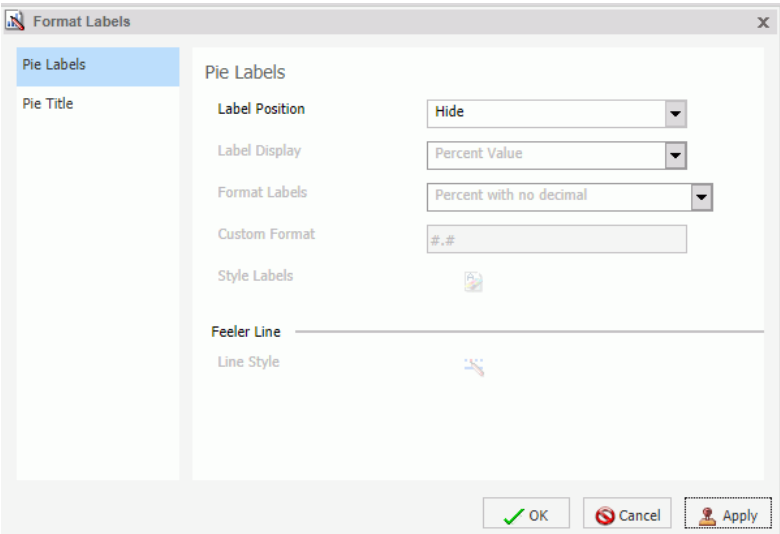 Format Labels
x
Pie Labels
Pie Title
Pie Labels
Label Position
Hide
Label Display
Percent Value
Format Labels
Percent with no decimal
Custom Format
#.#
Style Labels
Feeler Line
Line Style
OK
Cancel
Apply